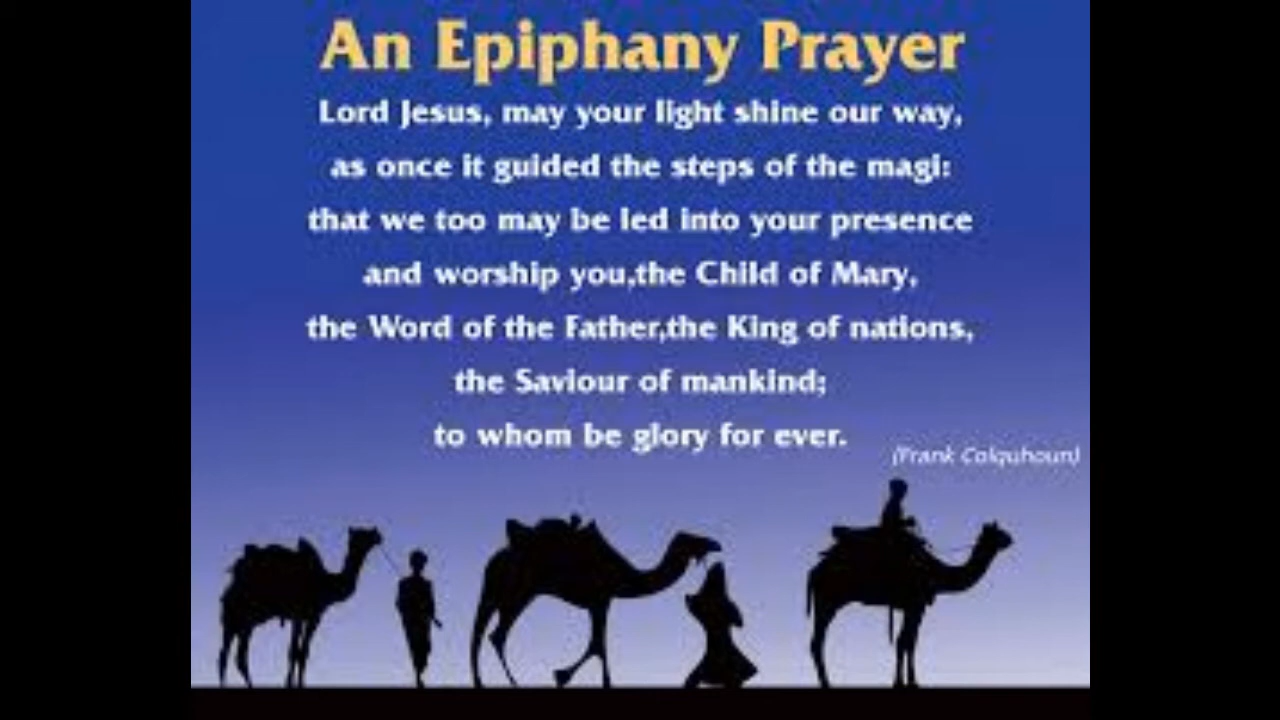 An Epiphany Prayer
Lord Jesus, may your light shine our way,
as once it guided the steps of the magi:
that we too may be led into your presence
and worship you,the Child of Mary,
the Word of the Father,the King of nations,
the Saviour of mankind;
to whom be glory for ever.
(Frank Colquhoun)